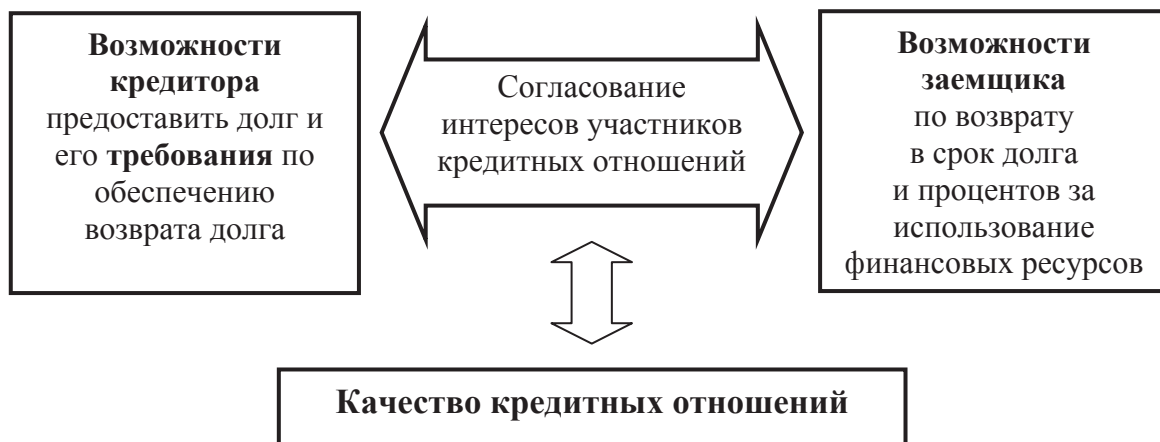 Возможности
кредитора
предоставить долг и
его требования по
обеспечению
возврата долга
Согласование
интересов участников
кредитных отношений
Возможности
заемщика
по возврату
в срок долга
и процентов за
использование
финансовых ресурсов
Качество кредитных отношений